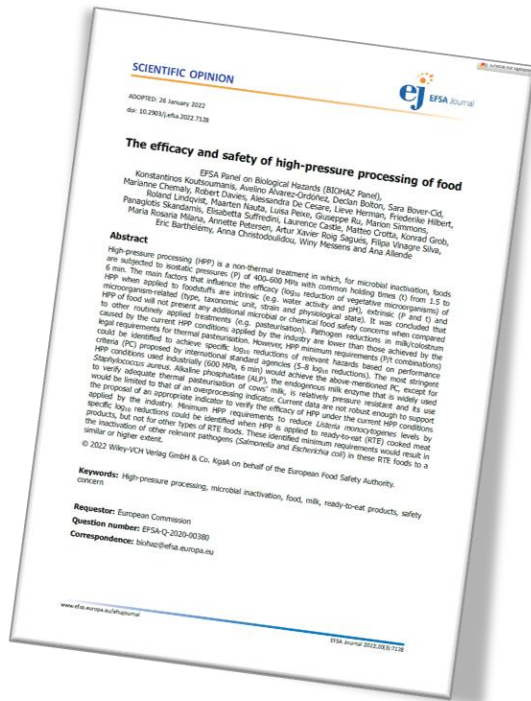 SCIENTIFIC OPINION
EFSA Journal
ADOPTED: 26 January 2022
doi: 10.2903/j.efsa.2022.7128
The efficacy and safety of high-pressure processing of food
EFSA Panel on Biological Hazards (BIOHAZ Panel),
Konstantinos Koutsoumanis, Avelino Alvarez-Ordóñez, Declan Bolton, Sara Bover-Cid,
Marianne Chemaly, Robert Davies, Alessandra De Cesare, Lieve Herman, Friederike Hilbert,
Roland Lindqvist, Maarten Nauta, Luisa Peixe, Giuseppe Ru, Marion Simmons,
Panagiotis Skandamis, Elisabetta Suffredini, Laurence Castle, Matteo Crotta, Konrad Grob,
Maria Rosaria Milana, Annette Petersen, Artur Xavier Roig Sagués, Filipa Vinagre Silva,
Eric Barthélémy, Anna Christodoulidou, Winy Messens and Ana Allende
Abstract
High-pressure processing (HPP) is a non-thermal treatment in which, for microbial inactivation, foods
are subjected to isostatic pressures (P) of 400–600 MPa with common holding times (t) from 1.5 to
6 min. The main factors that influence the efficacy (log₁₀ reduction of vegetative microorganisms) of
HPP when applied to foodstuffs are intrinsic (e.g. water activity and pH), extrinsic (P and t) and
microorganism-related (type, taxonomic unit, strain and physiological state). It was concluded that
HPP of food will not present any additional microbial or chemical food safety concerns when compared
to other routinely applied treatments (e.g. pasteurisation). Pathogen reductions in milk/colostrum
caused by the current HPP conditions applied by the industry are lower than those achieved by the
legal requirements for thermal pasteurisation. However, HPP minimum requirements (P/t combinations)
could be identified to achieve specific log₁₀ reductions of relevant hazards based on performance
criteria (PC) proposed by international standard agencies (5–8 log₁₀ reductions). The most stringent
HPP conditions used industrially (600 MPa, 6 min) would achieve the above-mentioned PC, except for
Staphylococcus aureus. Alkaline phosphatase (ALP), the endogenous milk enzyme that is widely used
to verify adequate thermal pasteurisation of cows' milk, is relatively pressure resistant and its use
would be limited to that of an overprocessing indicator. Current data are not robust enough to support
the proposal of an appropriate indicator to verify the efficacy of HPP under the current HPP conditions
applied by the industry. Minimum HPP requirements to reduce Listeria monocytogenes levels by
specific log₁₀ reductions could be identified when HPP is applied to ready-to-eat (RTE) cooked meat
products, but not for other types of RTE foods. These identified minimum requirements would result in
the inactivation of other relevant pathogens (Salmonella and Escherichia coli) in these RTE foods to a
similar or higher extent.
© 2022 Wiley-VCH Verlag GmbH & Co. KgaA on behalf of the European Food Safety Authority.
Keywords: High-pressure processing, microbial inactivation, food, milk, ready-to-eat products, safety
concern
Requestor: European Commission
Question number: EFSA-Q-2020-00380
Correspondence: biohaz@efsa.europa.eu
www.efsa.europa.eu/efsajournal
EFSA Journal 2022;20(3):7128